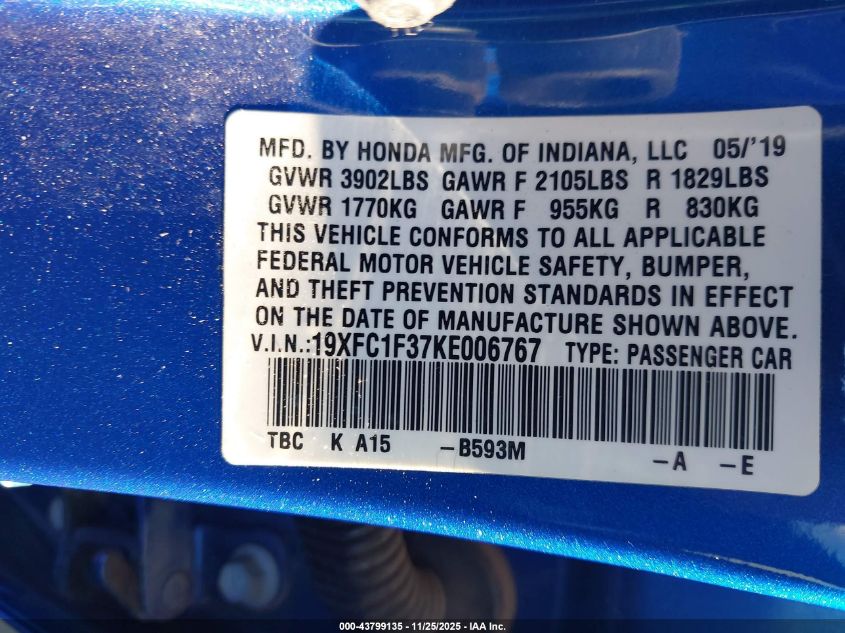 MFD. BY HONDA MFG. OF INDIANA, LLC 05/'19
GVWR 3902LBS GAWR F 2105LBS R 1829LBS
GVWR 1770KG GAWR F 955KG R 830KG
THIS VEHICLE CONFORMS TO ALL APPLICABLE
FEDERAL MOTOR VEHICLE SAFETY, BUMPER,
AND THEFT PREVENTION STANDARDS IN EFFECT
ON THE DATE OF MANUFACTURE SHOWN ABOVE.
V.I.N.:19XFC1F37KE006767 TYPE: PASSENGER CAR
TBC K A15 -B593M -A -E
000-43799135 - 11/25/2025 - IAA Inc.